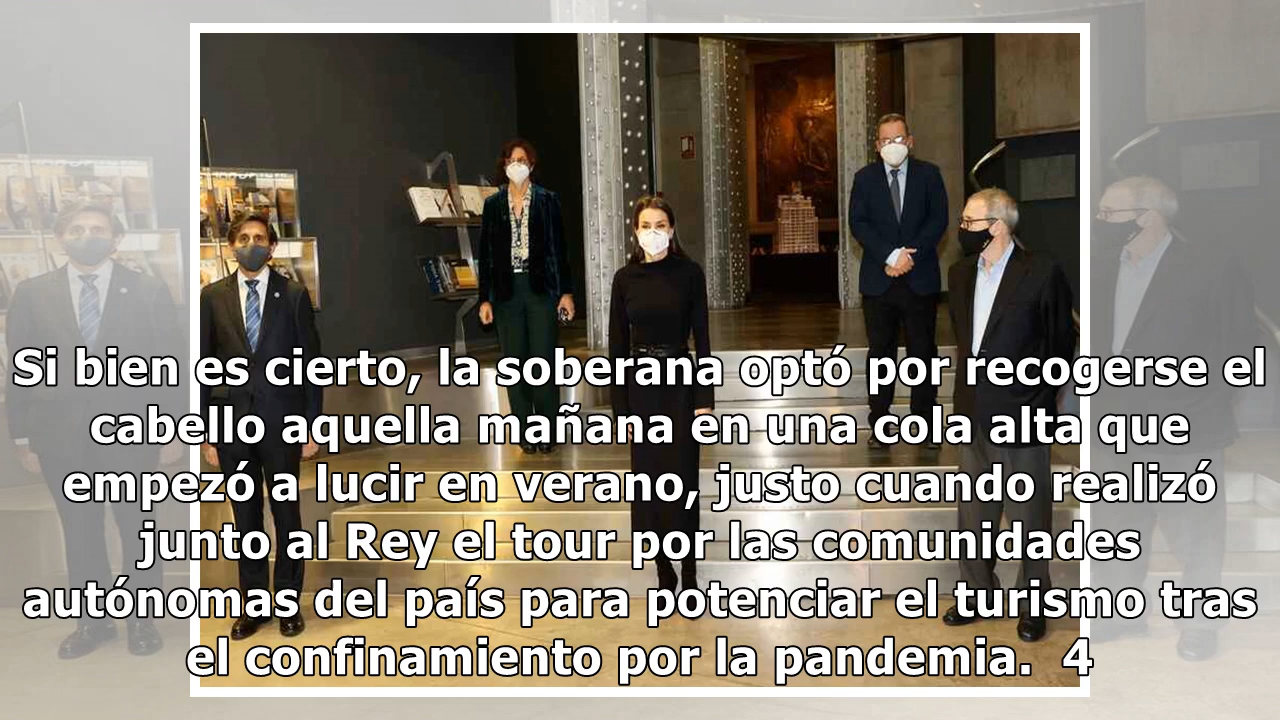 Si bien es cierto, la soberana optó por recogerse el
cabello aquella mañana en una cola alta que
empezó a lucir en verano, justo cuando realizó
junto al Rey el tour por las comunidades
autónomas del país para potenciar el turismo tras
el confinamiento por la pandemia.  4